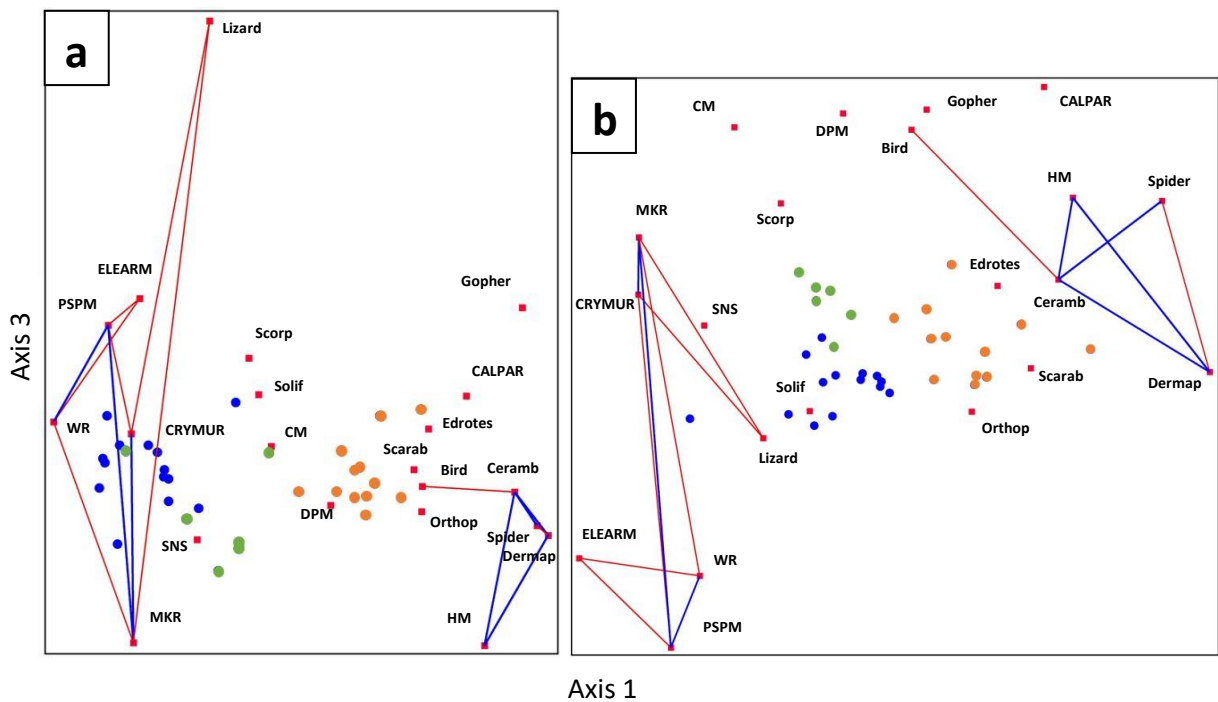 a
Lizard
ELEARM
PSPM
Gopher
Scorp
Solif
CALPAR
WR
CRYMUR
CM
Edrotes
Scarab
Bird
Ceramb
DPM
Orthop
SNS
Spider
Dermap
MKR
HM
Axis 3
b
CM
DPM
Gopher
CALPAR
Bird
HM
Spider
MKR
Scorp
Edrotes
CRYMUR
SNS
Ceramb
Solif
Scarab
Dermap
Orthop
Lizard
ELEARM
WR
PSPM
Axis 1